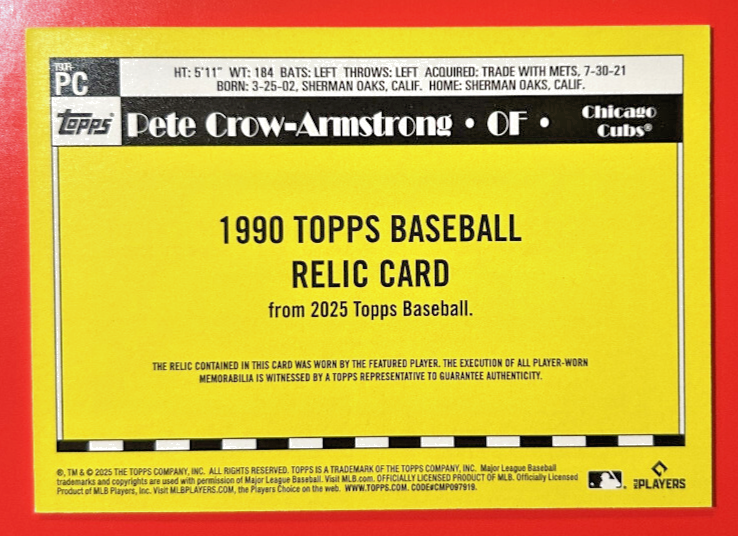 T90R-
PC
HT: 5'11" WT: 184 BATS: LEFT THROWS: LEFT ACQUIRED: TRADE WITH METS, 7-30-21
BORN: 3-25-02, SHERMAN OAKS, CALIF. HOME: SHERMAN OAKS, CALIF.
Topps® Pete Crow-Armstrong • OF •
Chicago
Cubs®
1990 TOPPS BASEBALL
RELIC CARD
from 2025 Topps Baseball.
THE RELIC CONTAINED IN THIS CARD WAS WORN BY THE FEATURED PLAYER. THE EXECUTION OF ALL PLAYER-WORN
MEMORABILIA IS WITNESSED BY A TOPPS REPRESENTATIVE TO GUARANTEE AUTHENTICITY.
®, TM & © 2025 THE TOPPS COMPANY, INC. ALL RIGHTS RESERVED. TOPPS IS A TRADEMARK OF THE TOPPS COMPANY, INC. Major League Baseball
trademarks and copyrights are used with permission of Major League Baseball. Visit MLB.com. OFFICIALLY LICENSED PRODUCT OF MLB. Officially Licensed
Product of MLB Players, Inc. Visit MLBPLAYERS.COM, the Players Choice on the web. WWW.TOPPS.COM. CODE#CMP097919.
MLB PLAYERS